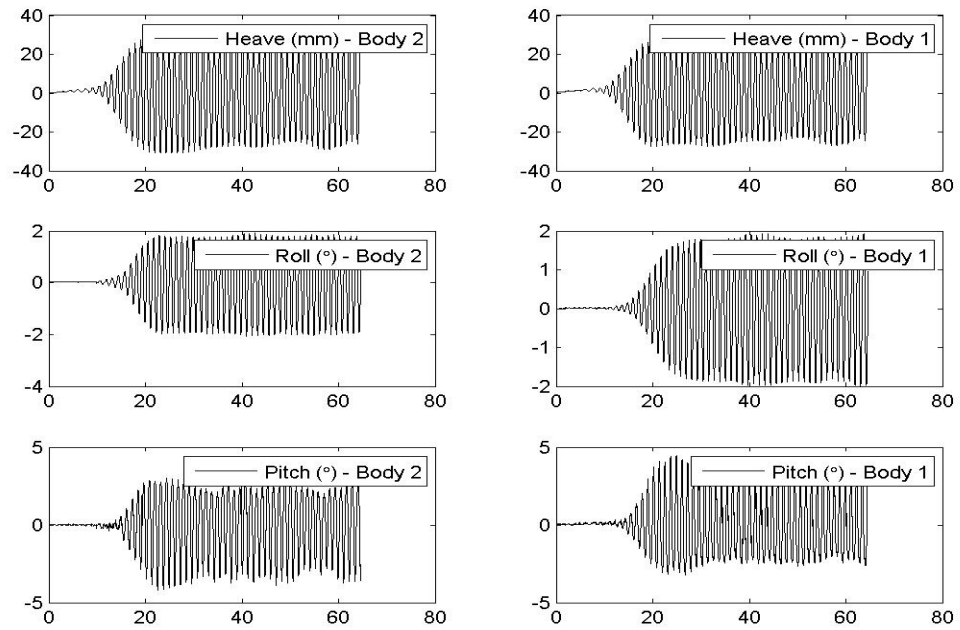 40
20
0
-20
-40
Heave (mm) - Body 2
0 20 40 60 80
40
20
0
-20
-40
Heave (mm) - Body 1
0 20 40 60 80
2
0
-2
-4
Roll (°) - Body 2
0 20 40 60 80
2
1
0
-1
-2
Roll (°) - Body 1
0 20 40 60 80
5
0
-5
Pitch (°) - Body 2
0 20 40 60 80
5
0
-5
Pitch (°) - Body 1
0 20 40 60 80